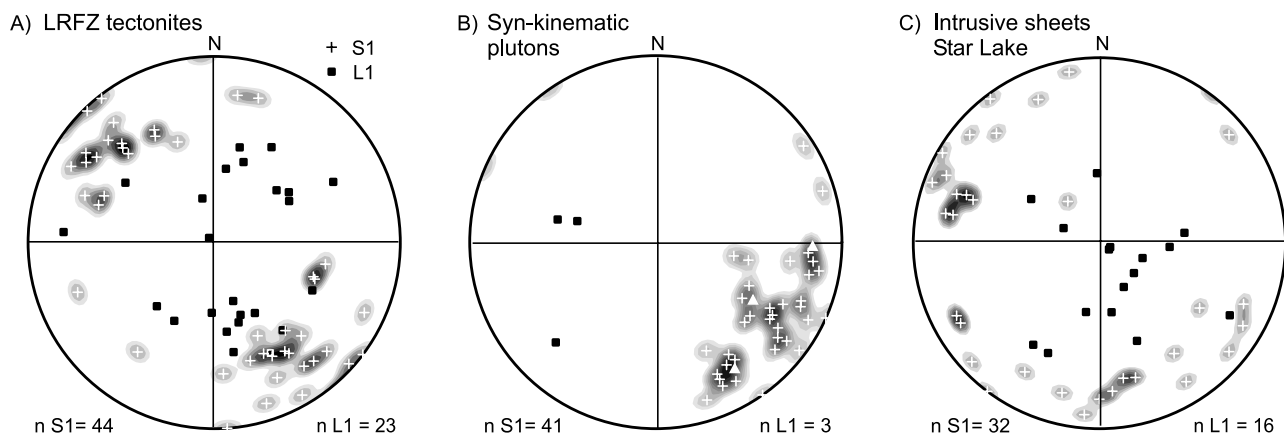 A) LRFZ tectonites
N
+ S1
■ L1
n S1= 44
n L1 = 23
B) Syn-kinematic
plutons
N
n S1= 41
n L1 = 3
C) Intrusive sheets
Star Lake
N
n S1= 32
n L1 = 16